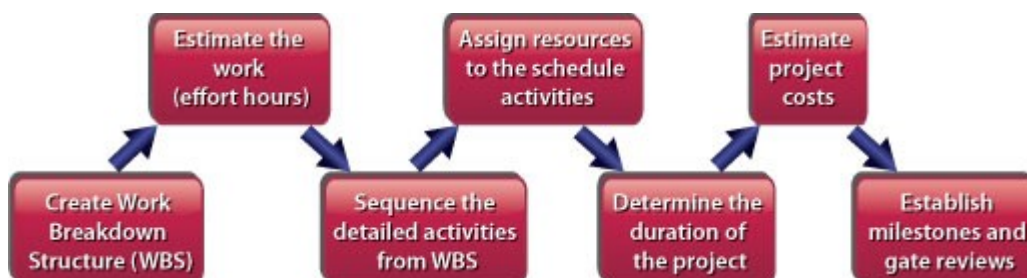 Create Work
Breakdown
Structure (WBS)
Estimate the
work
(effort hours)
Sequence the
detailed activities
from WBS
Assign resources
to the schedule
activities
Determine the
duration of
the project
Estimate
project
costs
Establish
milestones and
gate reviews